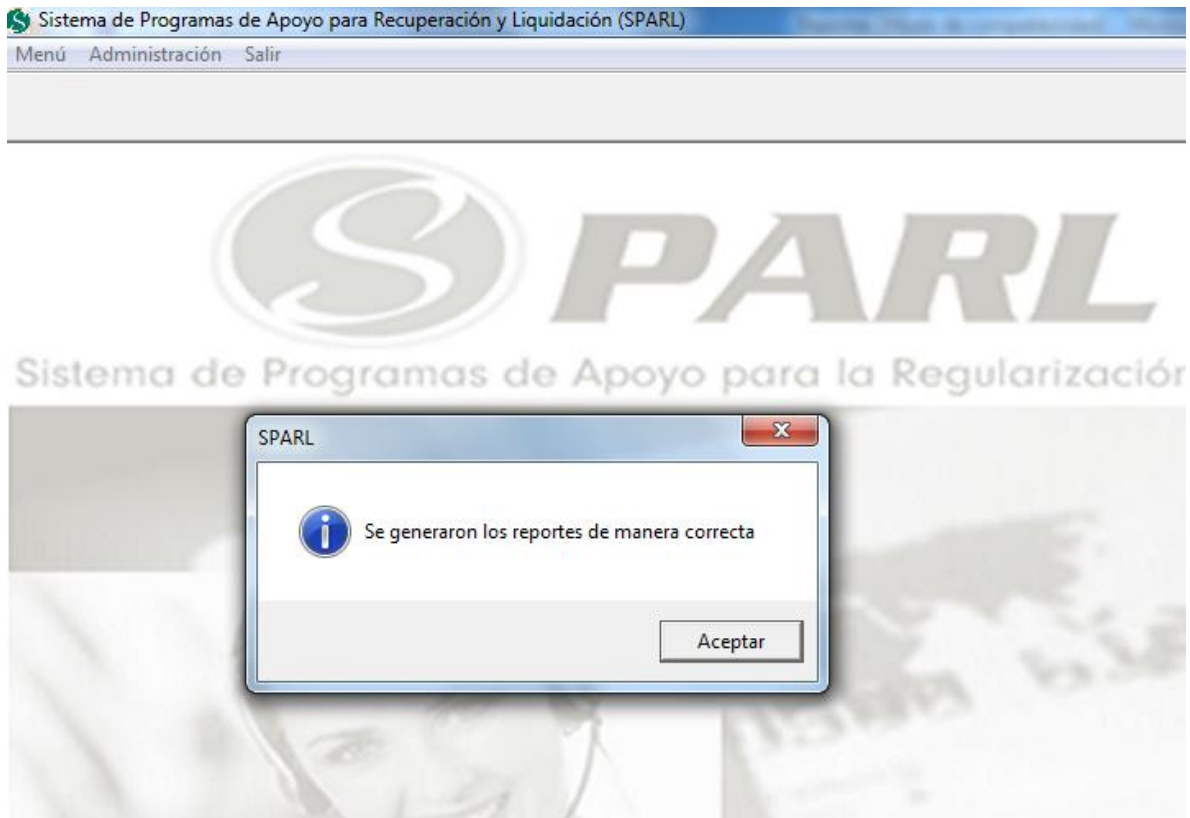 Sistema de Programas de Apoyo para Recuperación y Liquidación (SPARL)
Menú Administración Salir
S PARL
Sistema de Programas de Apoyo para la Regularización
SPARL
Se generaron los reportes de manera correcta
Aceptar